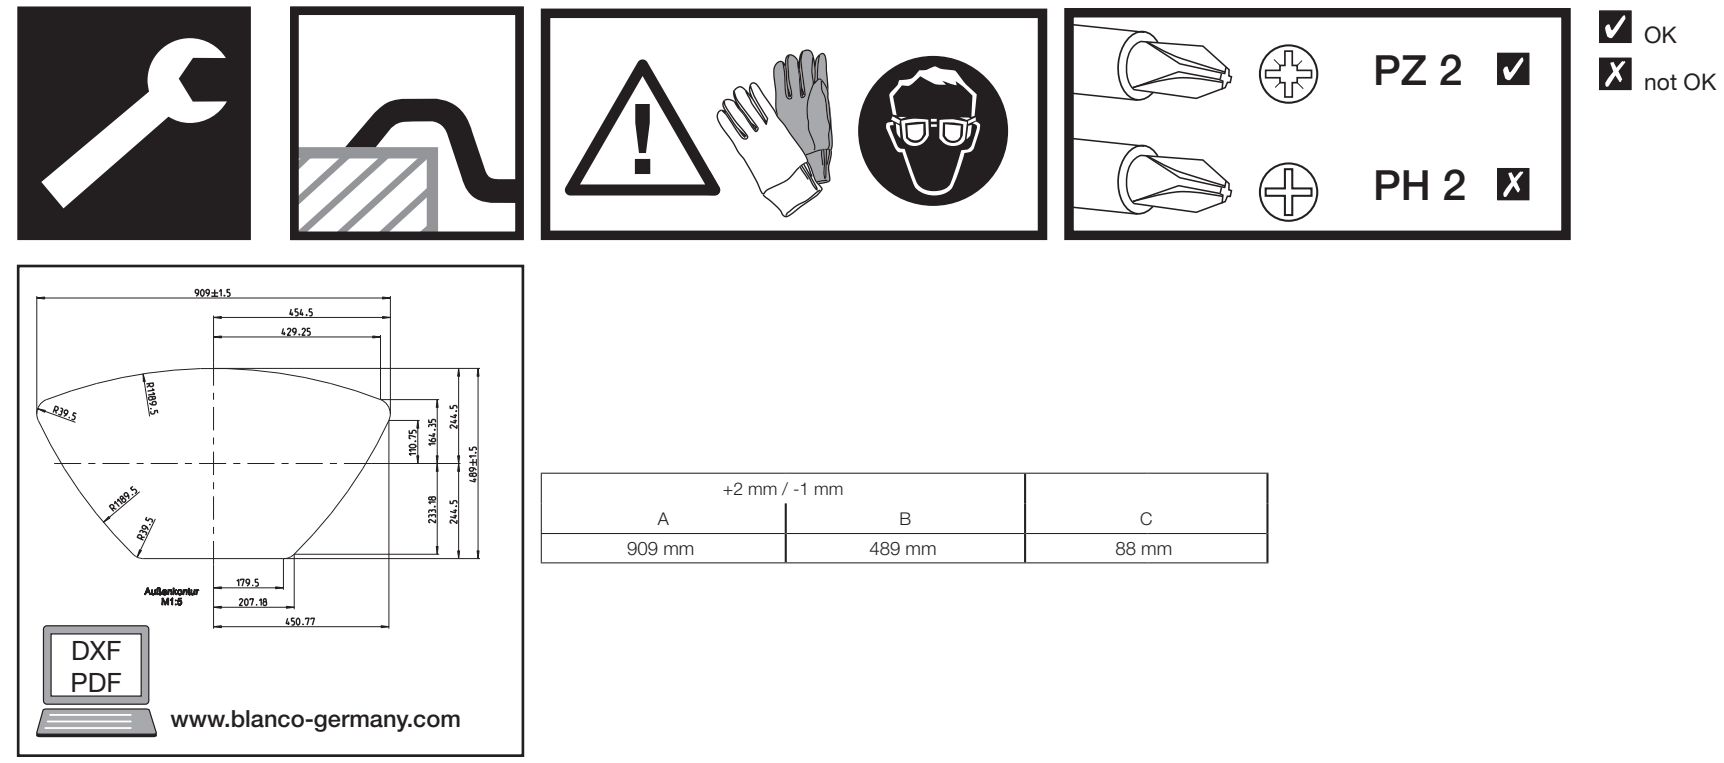 !
PZ 2
PH 2
OK
not OK
909±1.5
454.5
429.25
R39.5
R1189.5
110.75
164.35
244.5
489±1.5
R1189.5
R39.5
233.18
244.5
179.5
207.18
450.77
Außenkontur
M1:5
DXF
PDF
www.blanco-germany.com
+2 mm / -1 mm
A B C
909 mm 489 mm 88 mm